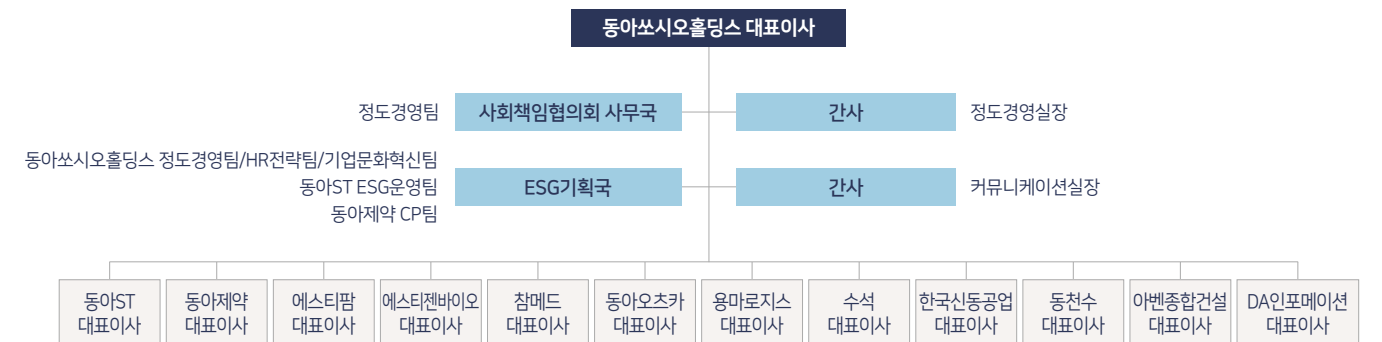 동아쏘시오홀딩스 대표이사
정도경영팀
사회책임협의회 사무국
간사
정도경영실장
동아쏘시오홀딩스 정도경영팀/HR전략팀/기업문화혁신팀
동아ST ESG운영팀
동아제약 CP팀
ESG기획국
간사
커뮤니케이션실장
동아ST
대표이사
동아제약
대표이사
에스티팜
대표이사
에스티젠바이오
대표이사
참메드
대표이사
동아오츠카
대표이사
용마로지스
대표이사
수석
대표이사
한국신동공업
대표이사
동천수
대표이사
아벤종합건설
대표이사
DA인포메이션
대표이사